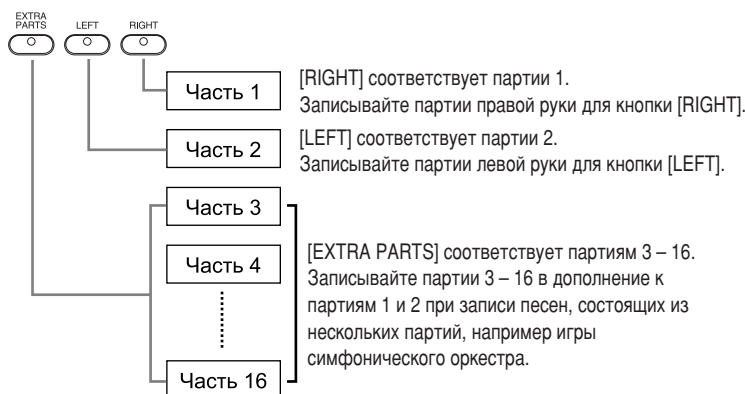 EXTRA
PARTS
LEFT
RIGHT
Часть 1
[RIGHT] соответствует партии 1.
Записывайте партии правой руки для кнопки [RIGHT].
Часть 2
[LEFT] соответствует партии 2.
Записывайте партии левой руки для кнопки [LEFT].
Часть 3
Часть 4
Часть 16
[EXTRA PARTS] соответствует партиям 3 – 16.
Записывайте партии 3 – 16 в дополнение к
партиям 1 и 2 при записи песен, состоящих из
нескольких партий, например игры
симфонического оркестра.